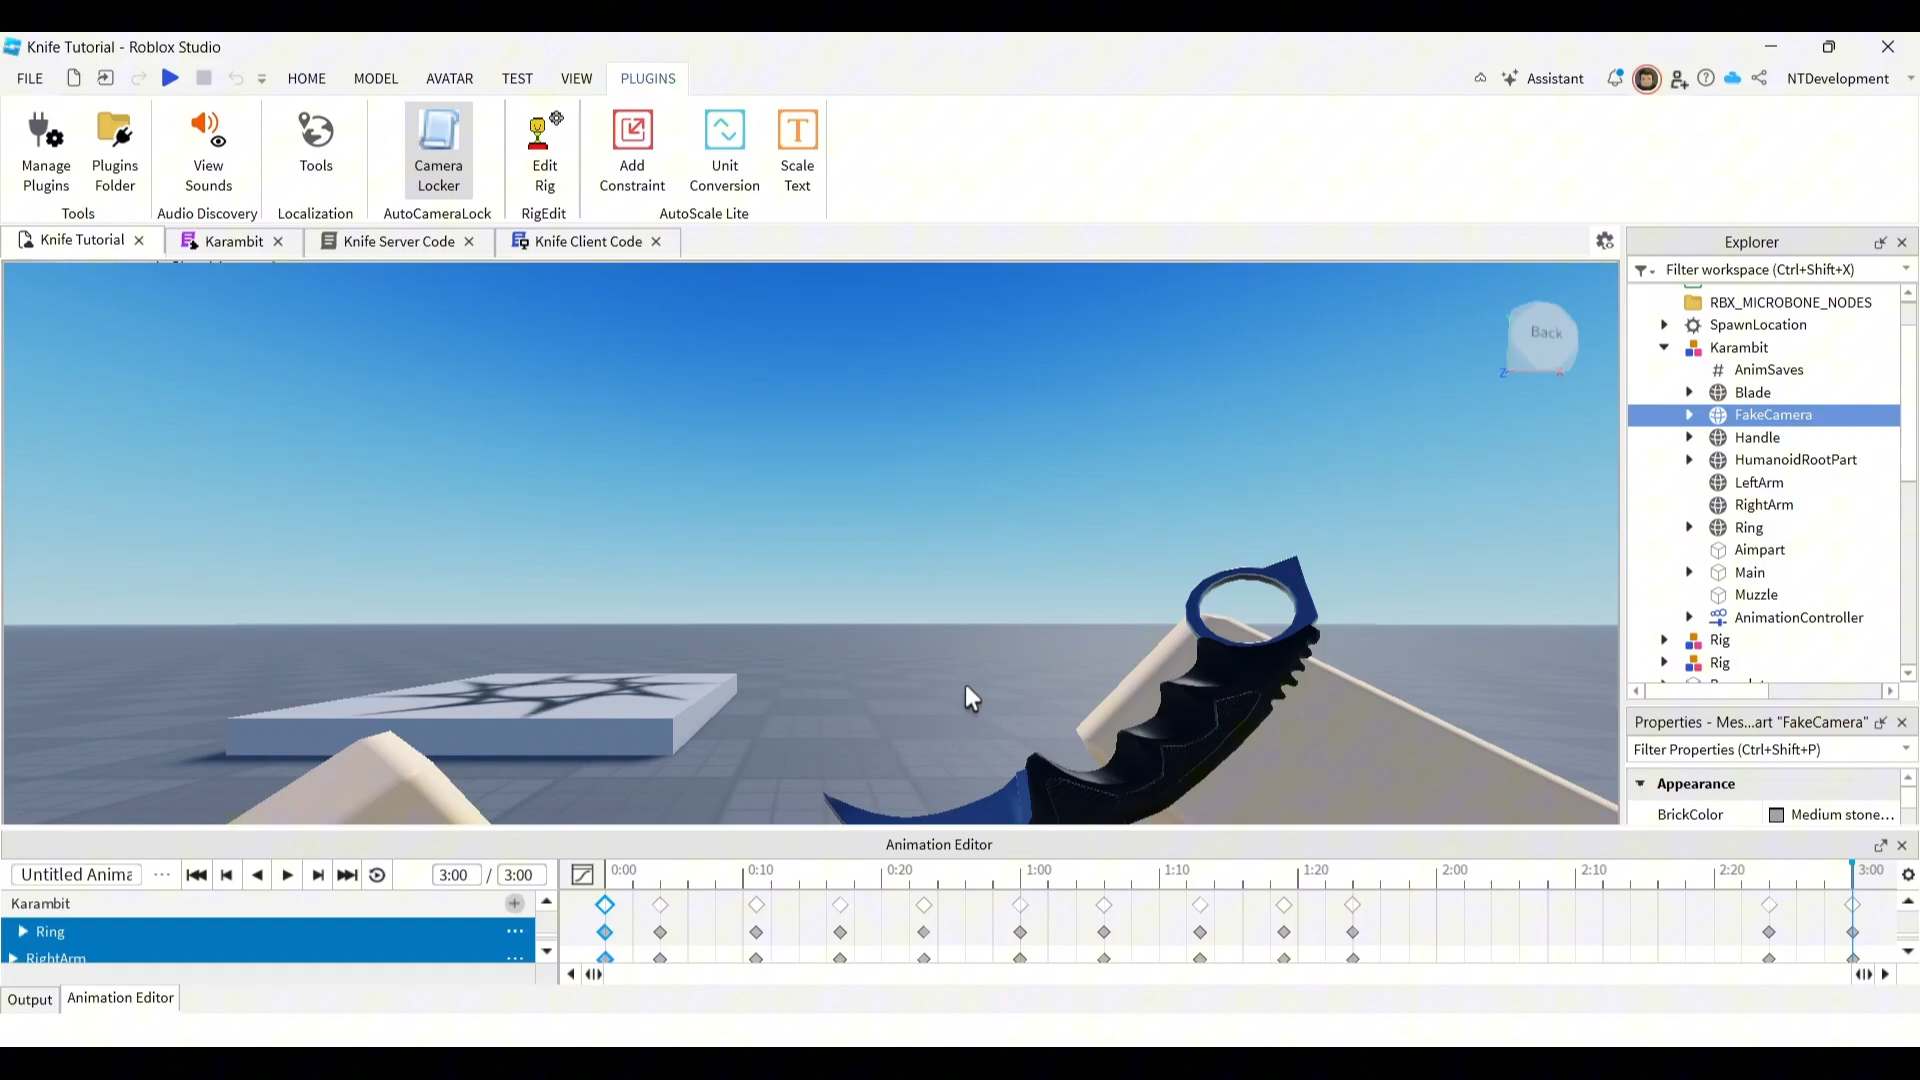 Knife Tutorial - Roblox Studio
FILE HOME MODEL AVATAR TEST VIEW PLUGINS Assistant NTDevelopment
Manage Plugins
Plugins Folder
View Sounds
Tools
Camera Locker
Edit Rig
Add Constraint
Unit Conversion
Scale Text
Tools Audio Discovery Localization AutoCameraLock RigEdit AutoScale Lite
Knife Tutorial Karambit Knife Server Code Knife Client Code
Back
Z
X
Explorer
Filter workspace (Ctrl+Shift+X)
RBX_MICROBONE_NODES
SpawnLocation
Karambit
AnimSaves
Blade
FakeCamera
Handle
HumanoidRootPart
LeftArm
RightArm
Ring
Aimpart
Main
Muzzle
AnimationController
Rig
Rig
Properties - Mes...art "FakeCamera"
Filter Properties (Ctrl+Shift+P)
Appearance
BrickColor Medium stone...
Animation Editor
Untitled Anima ... 3:00 / 3:00
0:00 0:10 0:20 1:00 1:10 1:20 2:00 2:10 2:20 3:00
Karambit
Ring
RightArm
Output Animation Editor